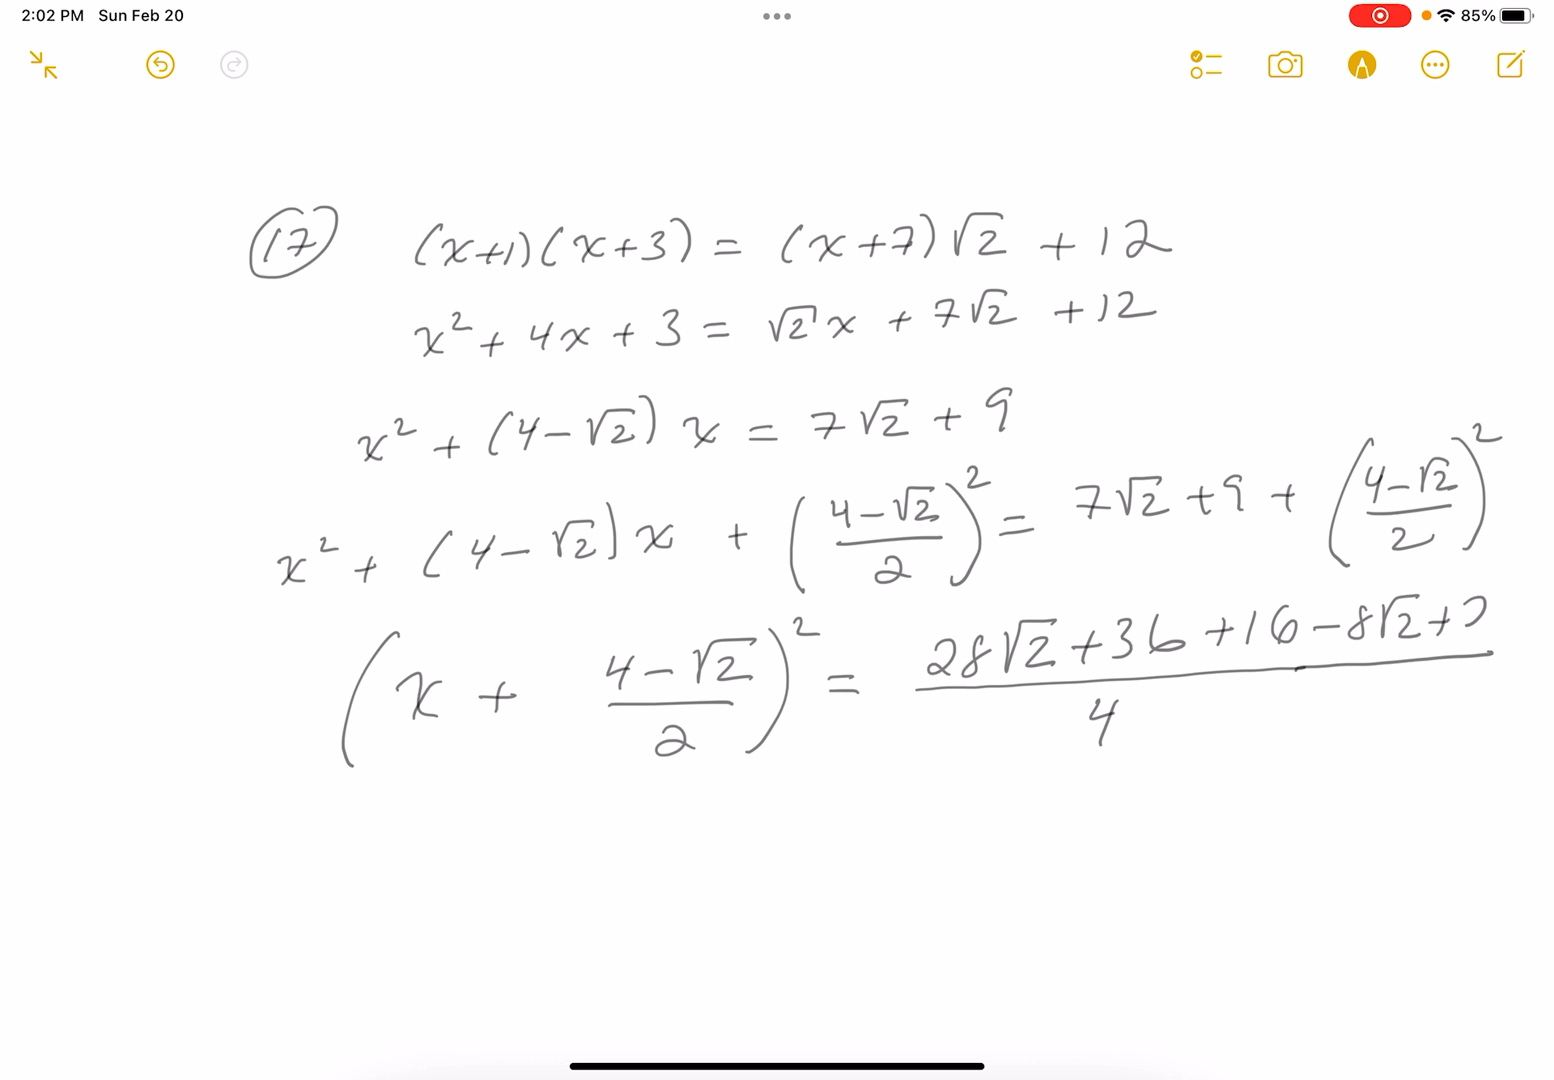 2:02 PM Sun Feb 20
85%
(17) (x+1)(x+3) = (x+7)√2 + 12
x² + 4x + 3 = √2 x + 7√2 + 12
x² + (4-√2) x = 7√2 + 9
x² + (4-√2) x + ((4-√2)/2)² = 7√2 + 9 + ((4-√2)/2)²
(x + (4-√2)/2)² = (28√2 + 36 + 16 - 8√2 + 2)/4